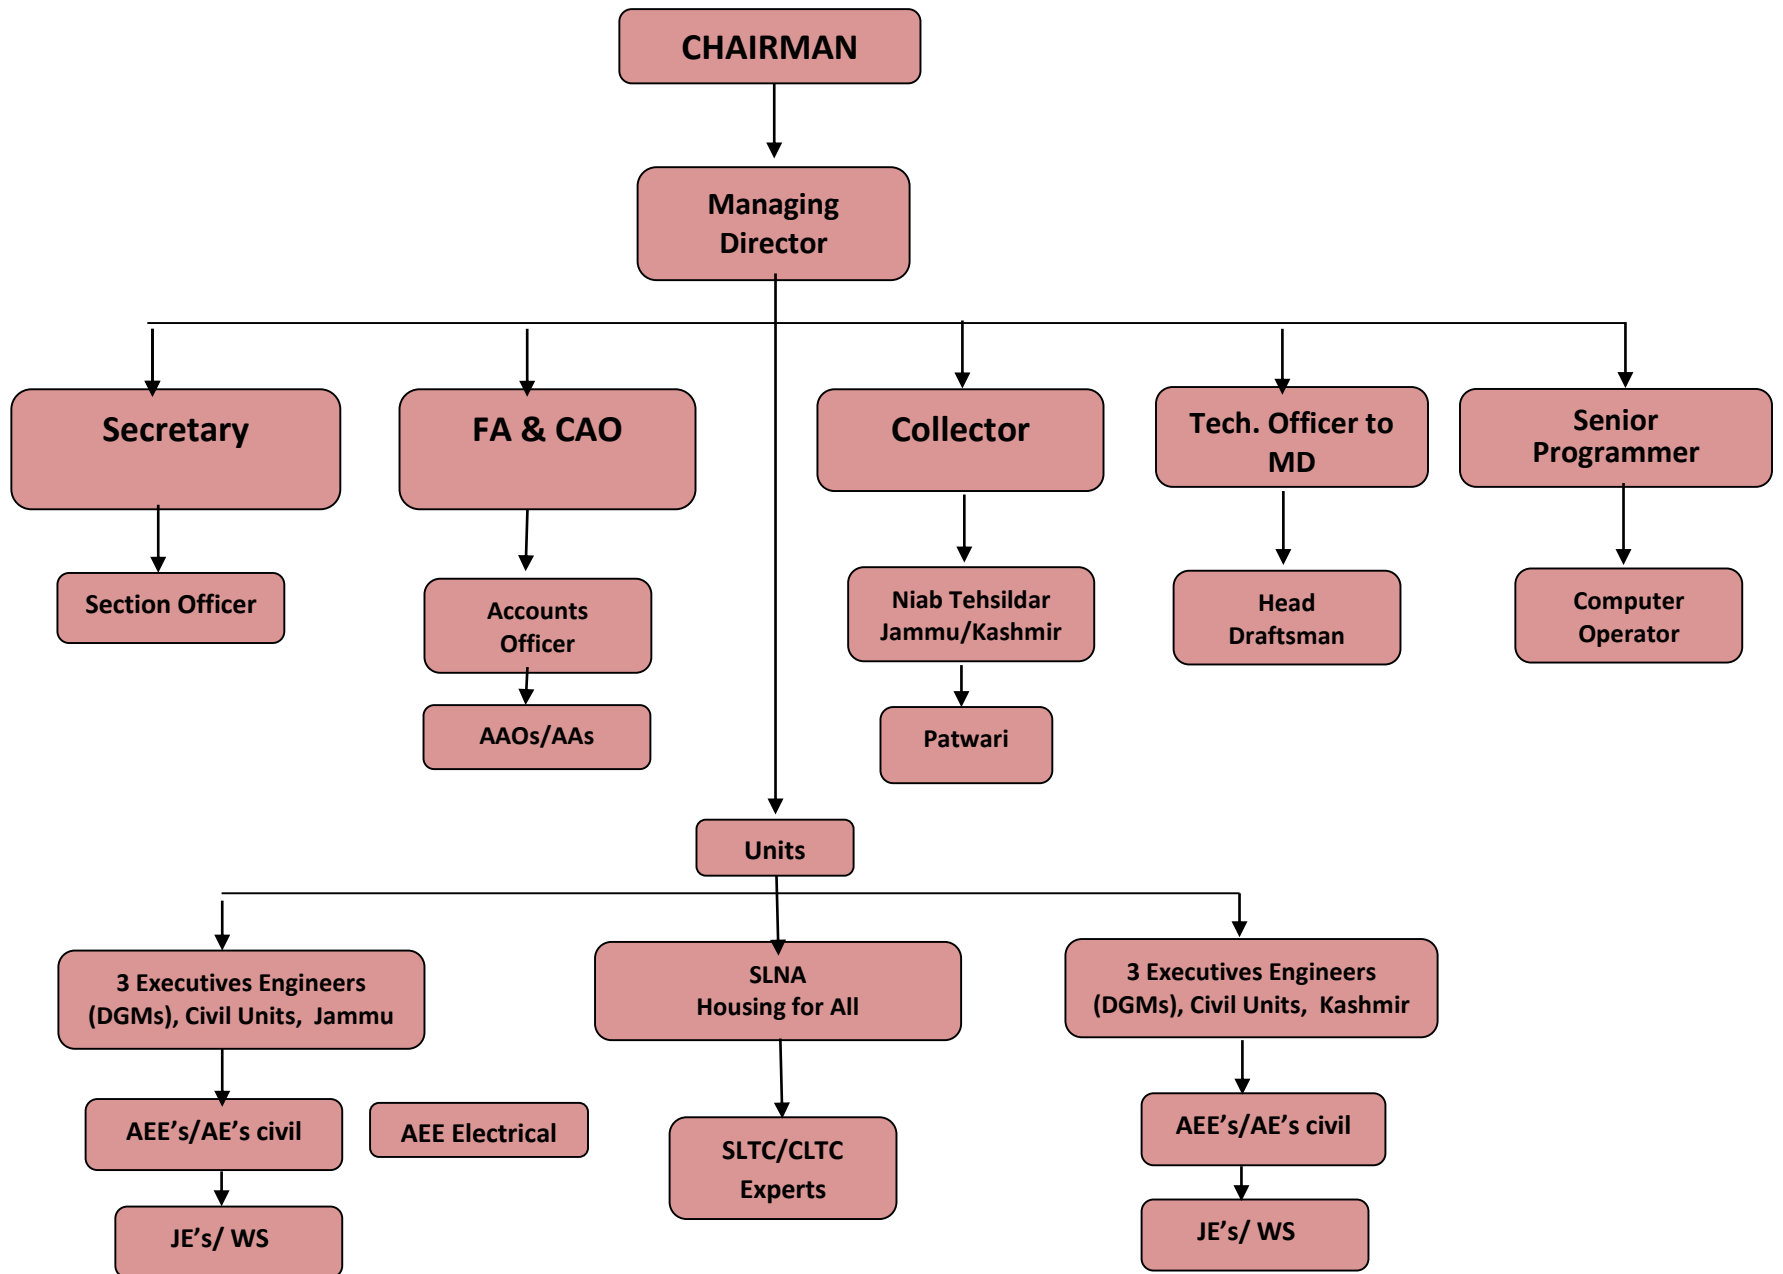 CHAIRMAN
Managing
Director
Secretary
FA & CAO
Collector
Tech. Officer to
MD
Senior
Programmer
Section Officer
Accounts
Officer
Niab Tehsildar
Jammu/Kashmir
Head
Draftsman
Computer
Operator
AAOs/AAs
Patwari
Units
3 Executives Engineers
(DGMs), Civil Units, Jammu
SLNA
Housing for All
3 Executives Engineers
(DGMs), Civil Units, Kashmir
AEE’s/AE’s civil
AEE Electrical
SLTC/CLTC
Experts
AEE’s/AE’s civil
JE’s/ WS
JE’s/ WS